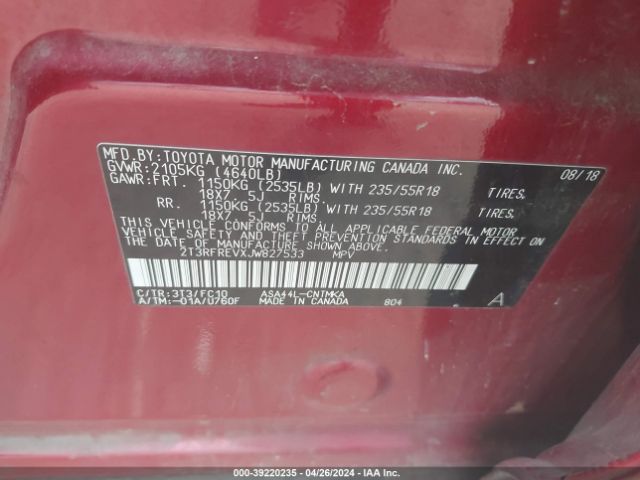 MFD.BY:TOYOTA MOTOR MANUFACTURING CANADA INC.
GVWR:2105KG (4640LB) 08/18
GAWR:FRT. 1150KG (2535LB) WITH 235/55R18 TIRES.
18X7 5J RIMS.
RR. 1150KG (2535LB) WITH 235/55R18 TIRES.
18X7 5J RIMS.
THIS VEHICLE CONFORMS TO ALL APPLICABLE FEDERAL MOTOR
VEHICLE SAFETY AND THEFT PREVENTION STANDARDS IN EFFECT ON
THE DATE OF MANUFACTURE SHOWN ABOVE.
2T3RFREVXJW827533 MPV
C/TR:3T3/FC10 ASA44L-CNTMKA
A/TM:-01A/U760F MADE IN CANADA 804 A
000-39220235 - 04/26/2024 - IAAI.COM